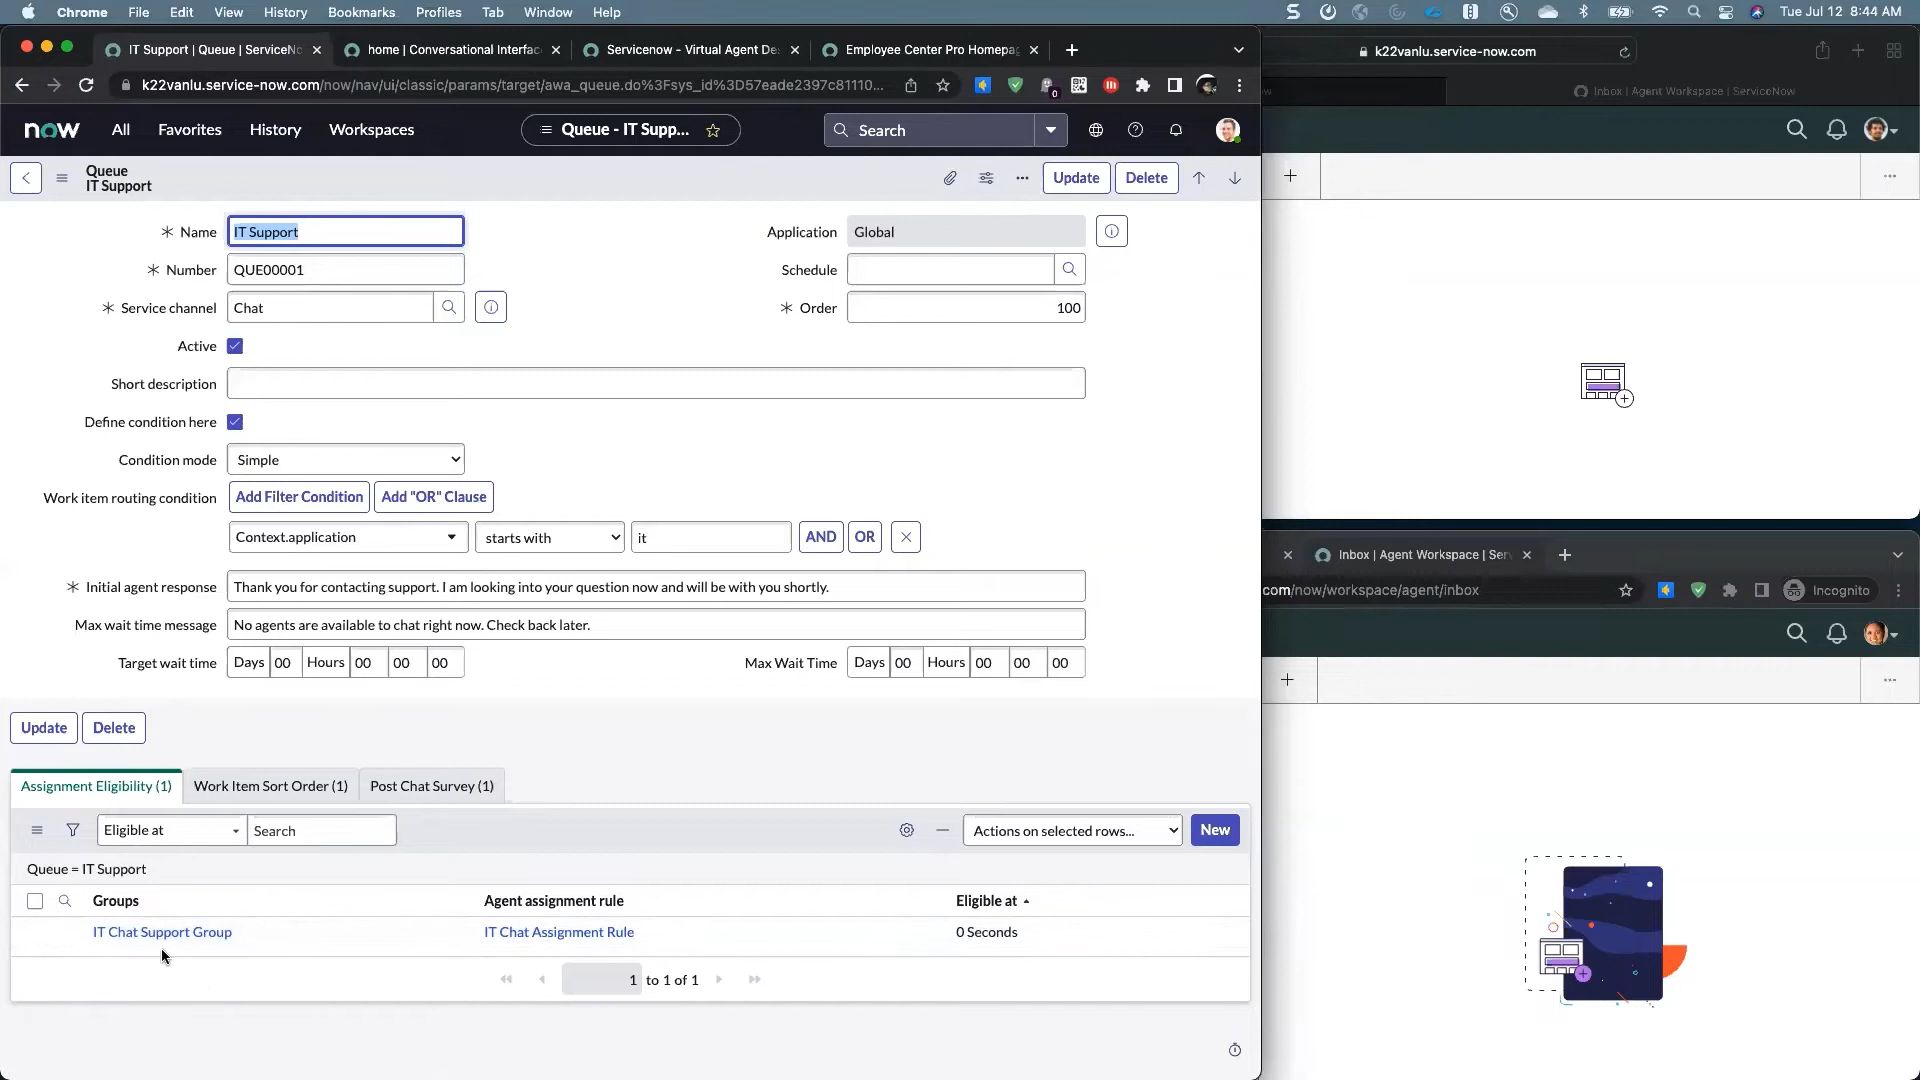 Chrome File Edit View History Bookmarks Profiles Tab Window Help
Tue Jul 12 8:44 AM
IT Support | Queue | ServiceNo
home | Conversational Interfac
Servicenow - Virtual Agent De
Employee Center Pro Homepag
k22vanlu.service-now.com/now/nav/ui/classic/params/target/awa_queue.do%3Fsys_id%3D57eade2397c81110...
0
now All Favorites History Workspaces
Queue - IT Supp...
Search
Queue
IT Support
Update Delete
Name IT Support
Application Global
Number QUE00001
Schedule
Service channel Chat
Order 100
Active
Short description
Define condition here
Condition mode Simple
Work item routing condition Add Filter Condition Add "OR" Clause
Context.application starts with it AND OR
Initial agent response Thank you for contacting support. I am looking into your question now and will be with you shortly.
Max wait time message No agents are available to chat right now. Check back later.
Target wait time Days 00 Hours 00 00 00
Max Wait Time Days 00 Hours 00 00 00
Update Delete
Assignment Eligibility (1) Work Item Sort Order (1) Post Chat Survey (1)
Eligible at Search Actions on selected rows... New
Queue = IT Support
Groups Agent assignment rule Eligible at
IT Chat Support Group IT Chat Assignment Rule 0 Seconds
1 to 1 of 1
k22vanlu.service-now.com
Inbox | Agent Workspace | ServiceNow
Inbox | Agent Workspace | Ser
com/now/workspace/agent/inbox
Incognito